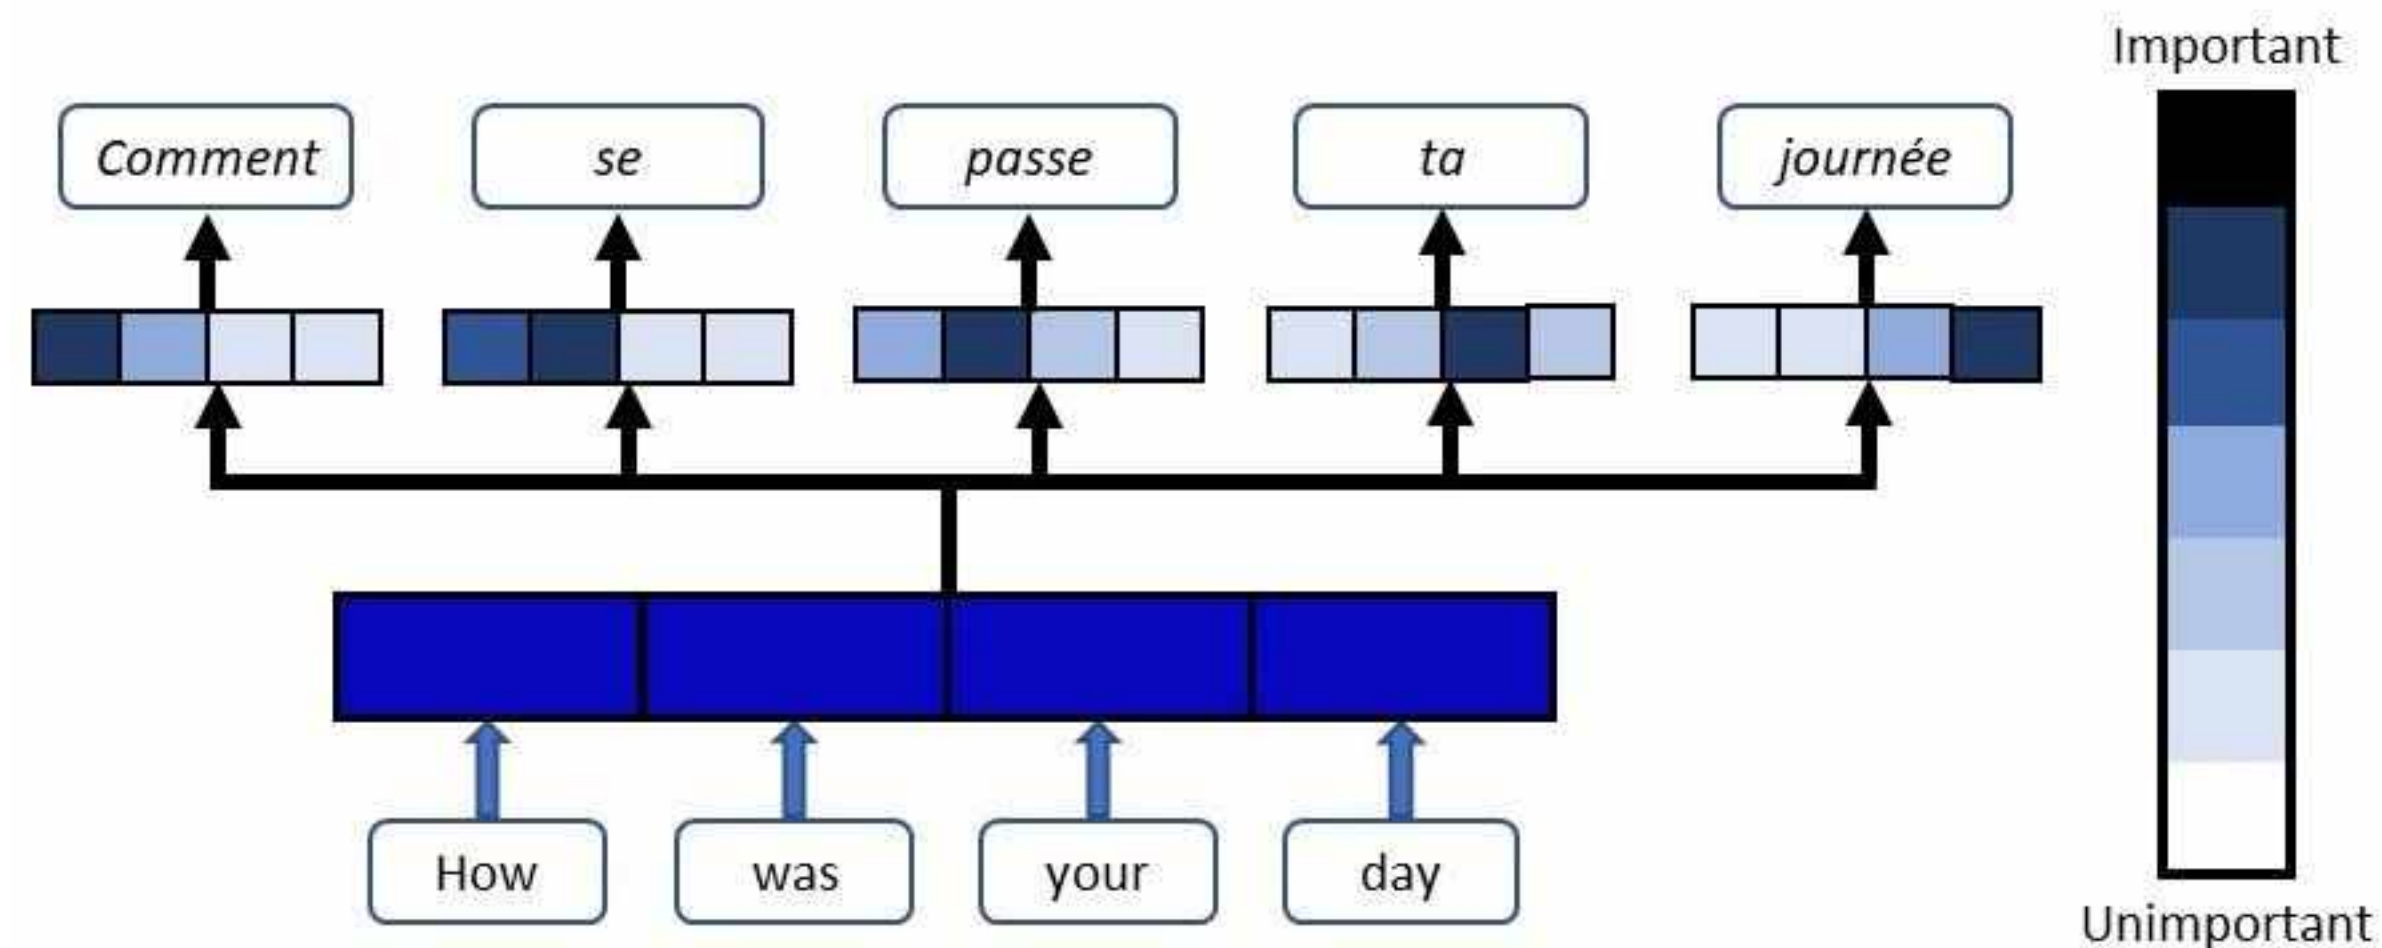 Important
Comment se passe ta journée
How was your day
Unimportant